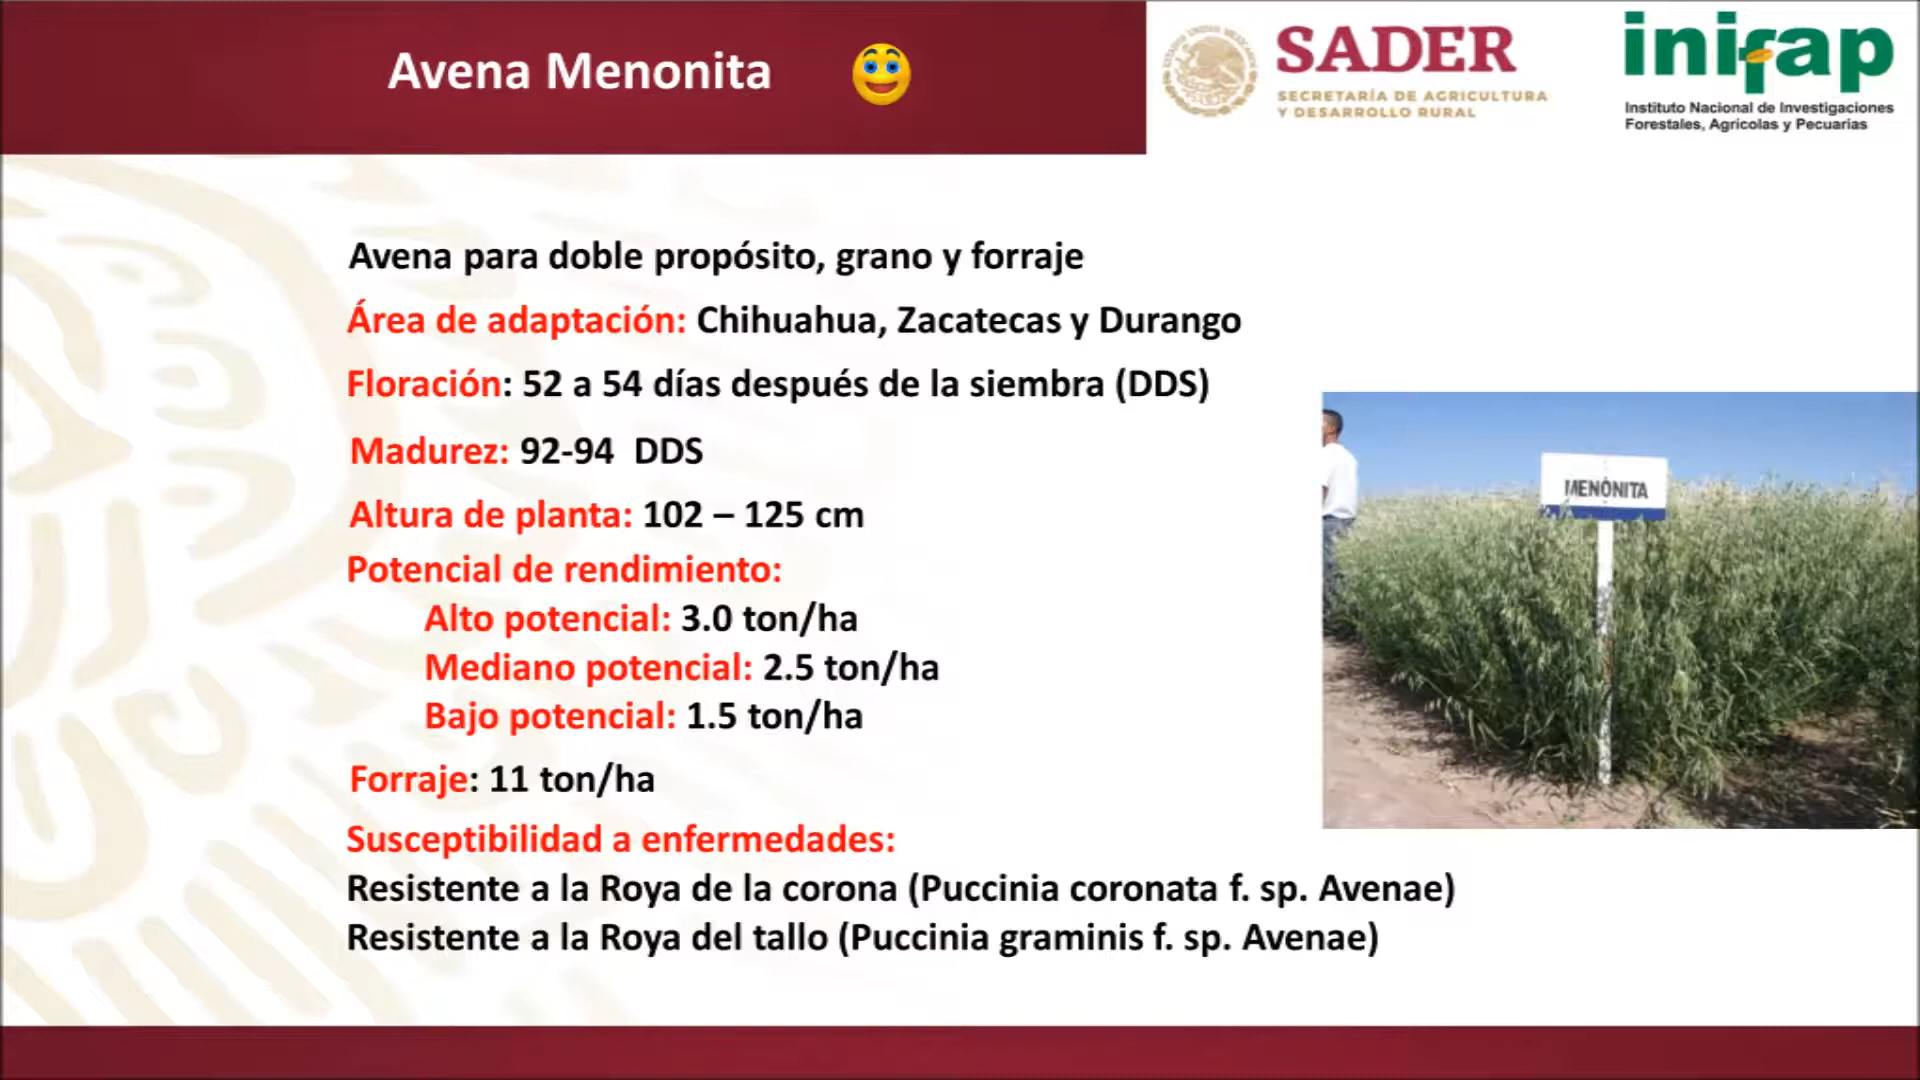 Avena Menonita
SADER
SECRETARÍA DE AGRICULTURA
Y DESARROLLO RURAL
inifap
Instituto Nacional de Investigaciones
Forestales, Agrícolas y Pecuarias
Avena para doble propósito, grano y forraje
Área de adaptación: Chihuahua, Zacatecas y Durango
Floración: 52 a 54 días después de la siembra (DDS)
Madurez: 92-94 DDS
Altura de planta: 102 – 125 cm
Potencial de rendimiento:
Alto potencial: 3.0 ton/ha
Mediano potencial: 2.5 ton/ha
Bajo potencial: 1.5 ton/ha
Forraje: 11 ton/ha
MENÓNITA
Susceptibilidad a enfermedades:
Resistente a la Roya de la corona (Puccinia coronata f. sp. Avenae)
Resistente a la Roya del tallo (Puccinia graminis f. sp. Avenae)